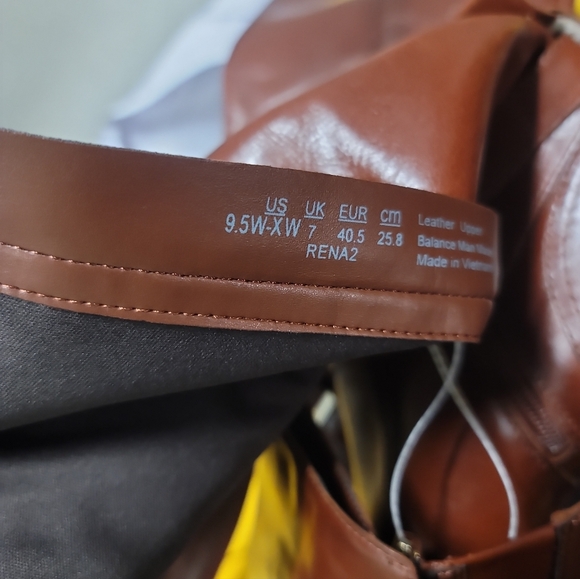 US UK EUR cm
9.5W-XW 7 40.5 25.8
RENA2
Leather Upper
Balance Man
Made in Vietnam